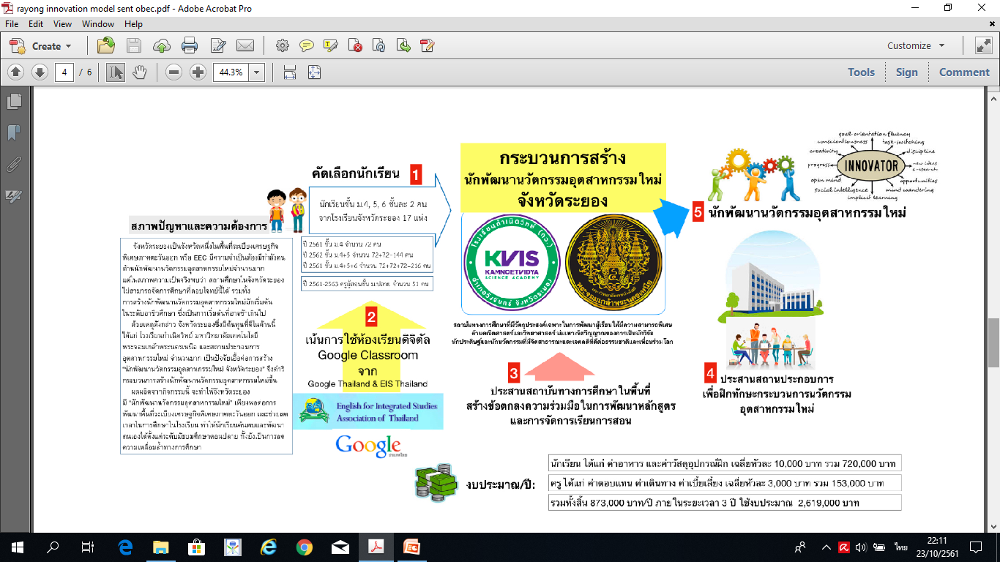 rayong innovation model sent obec.pdf - Adobe Acrobat Pro
File Edit View Window Help
Create
Customize
4 / 6
44.3%
Tools Sign Comment
คัดเลือกนักเรียน 1
นักเรียนชั้น ม.4, 5, 6 ชั้นละ 2 คน
จากโรงเรียนจังหวัดระยอง 17 แห่ง
ปี 2561 ชั้น ม.4 จำนวน 72 คน
ปี 2562 ชั้น ม.4+5 จำนวน 72+72=144 คน
ปี 2561 ชั้น ม.4+5+6 จำนวน 72+72+72=216 คน
ปี 2561-2563 ครูผู้สอนชั้น ม.ปลาย จำนวน 51 คน
สภาพปัญหาและความต้องการ
จังหวัดระยองเป็นจังหวัดหนึ่งในพื้นที่ระเบียงเศรษฐกิจ
พิเศษภาคตะวันออก หรือ EEC มีความจำเป็นต้องมีกำลังคน
ด้านนักพัฒนานวัตกรรมอุตสาหกรรมใหม่จำนวนมาก
แต่ในสภาพความเป็นจริงพบว่า สถานศึกษาในจังหวัดระยอง
ไม่สามารถจัดการศึกษาที่ตอบโจทย์นี้ได้ รวมทั้ง
การสร้างนักพัฒนานวัตกรรมอุตสาหกรรมใหม่มักเริ่มต้น
ในระดับอาชีวศึกษา ซึ่งเป็นการเริ่มต้นที่อาจช้าเกินไป
ด้วยเหตุดังกล่าว จังหวัดระยองซึ่งมีต้นทุนที่ดีในด้านนี้
ได้แก่ โรงเรียนกำเนิดวิทย์ มหาวิทยาลัยเทคโนโลยี
พระจอมเกล้าพระนครเหนือ และสถานประกอบการ
อุตสาหกรรมใหม่ จำนวนมาก เป็นปัจจัยเอื้อต่อการสร้าง
"นักพัฒนานวัตกรรมอุตสาหกรรมใหม่ จังหวัดระยอง" จึงดำริ
กระบวนการสร้างนักพัฒนานวัตกรรมอุตสาหกรรมใหม่ขึ้น
ผลผลิตจากกิจกรรมนี้ จะทำให้จังหวัดระยอง
มี "นักพัฒนานวัตกรรมอุตสาหกรรมใหม่" เพียงพอต่อการ
พัฒนาพื้นที่ระเบียงเศรษฐกิจพิเศษภาคตะวันออก และช่วยลด
เวลาในการศึกษาในโรงเรียน ทำให้นักเรียนค้นพบและพัฒนา
ตนเองได้ตั้งแต่ระดับมัธยมศึกษาตอนปลาย ทั้งยังเป็นการลด
ความเหลื่อมล้ำทางการศึกษา
2
เน้นการใช้ห้องเรียนดิจิตัล
Google Classroom
จาก
Google Thailand & EIS Thailand
English for Integrated Studies
Association of Thailand
Google
ประเทศไทย
กระบวนการสร้าง
นักพัฒนานวัตกรรมอุตสาหกรรมใหม่
จังหวัดระยอง
โรงเรียนกำเนิดวิทย์ (กว.)
KVIS
KAMNOETVIDYA
SCIENCE ACADEMY
อำเภอวังจันทร์ จังหวัดระยอง
สถาบันทางการศึกษาที่มีวัตถุประสงค์เฉพาะในการพัฒนาผู้เรียนให้มีความสามารถพิเศษ
ด้านคณิตศาสตร์และวิทยาศาสตร์ บ่มเพาะจิตวิญญาณของการเป็นนักวิจัย
นักประดิษฐ์และนักนวัตกรรมที่มีจิตสาธารณะและเจตคติที่ดีต่อธรรมชาติและเพื่อนร่วมโลก
3
ประสานสถาบันทางการศึกษาในพื้นที่
สร้างข้อตกลงความร่วมมือในการพัฒนาหลักสูตร
และการจัดการเรียนการสอน
goal-orientation fluency
conscientiousness task-switching
creativity discipline
progress INNOVATOR new ideas
& research
open mind opportunities
social intelligence mind wandering
implicit learning
5 นักพัฒนานวัตกรรมอุตสาหกรรมใหม่
4 ประสานสถานประกอบการ
เพื่อฝึกทักษะกระบวนการนวัตกรรม
อุตสาหกรรมใหม่
งบประมาณ/ปี:
นักเรียน ได้แก่ ค่าอาหาร และค่าวัสดุอุปกรณ์ฝึก เฉลี่ยหัวละ 10,000 บาท รวม 720,000 บาท
ครู ได้แก่ ค่าตอบแทน ค่าเดินทาง ค่าเบี้ยเลี้ยง เฉลี่ยหัวละ 3,000 บาท รวม 153,000 บาท
รวมทั้งสิ้น 873,000 บาท/ปี ภายในระยะเวลา 3 ปี ใช้งบประมาณ 2,619,000 บาท
ไทย
22:11
23/10/2561